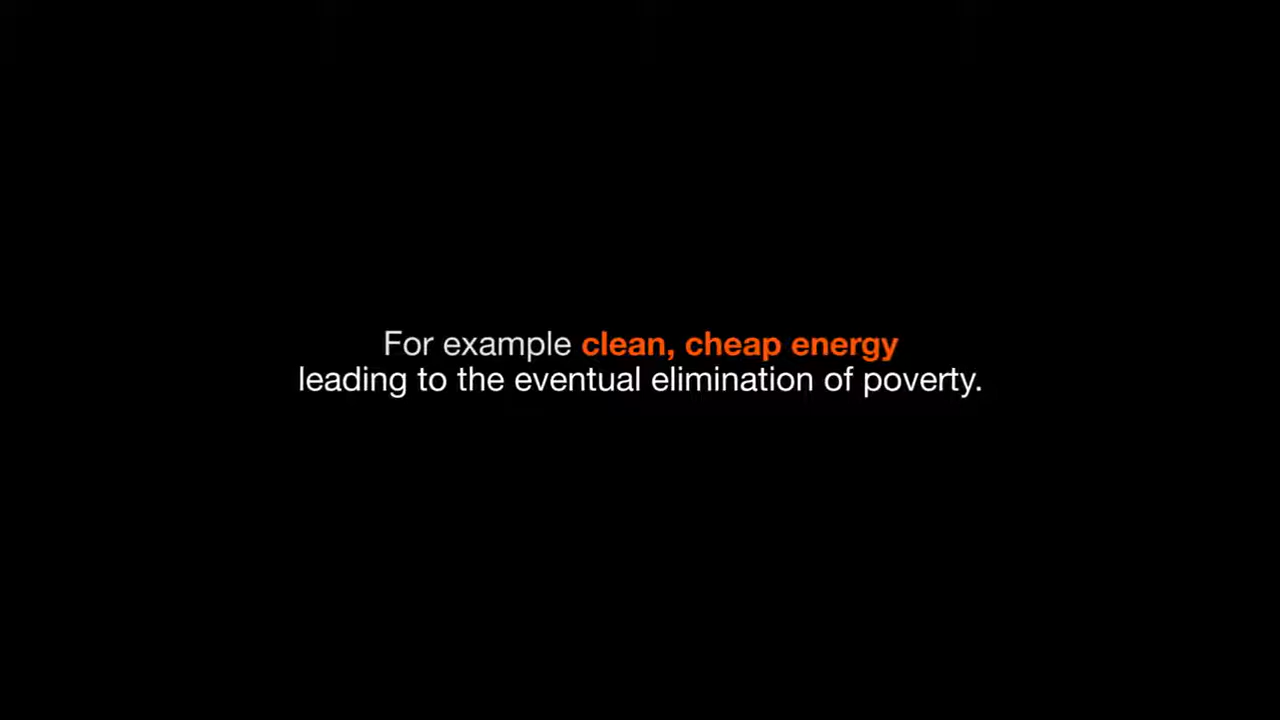 For example clean, cheap energy
leading to the eventual elimination of poverty.